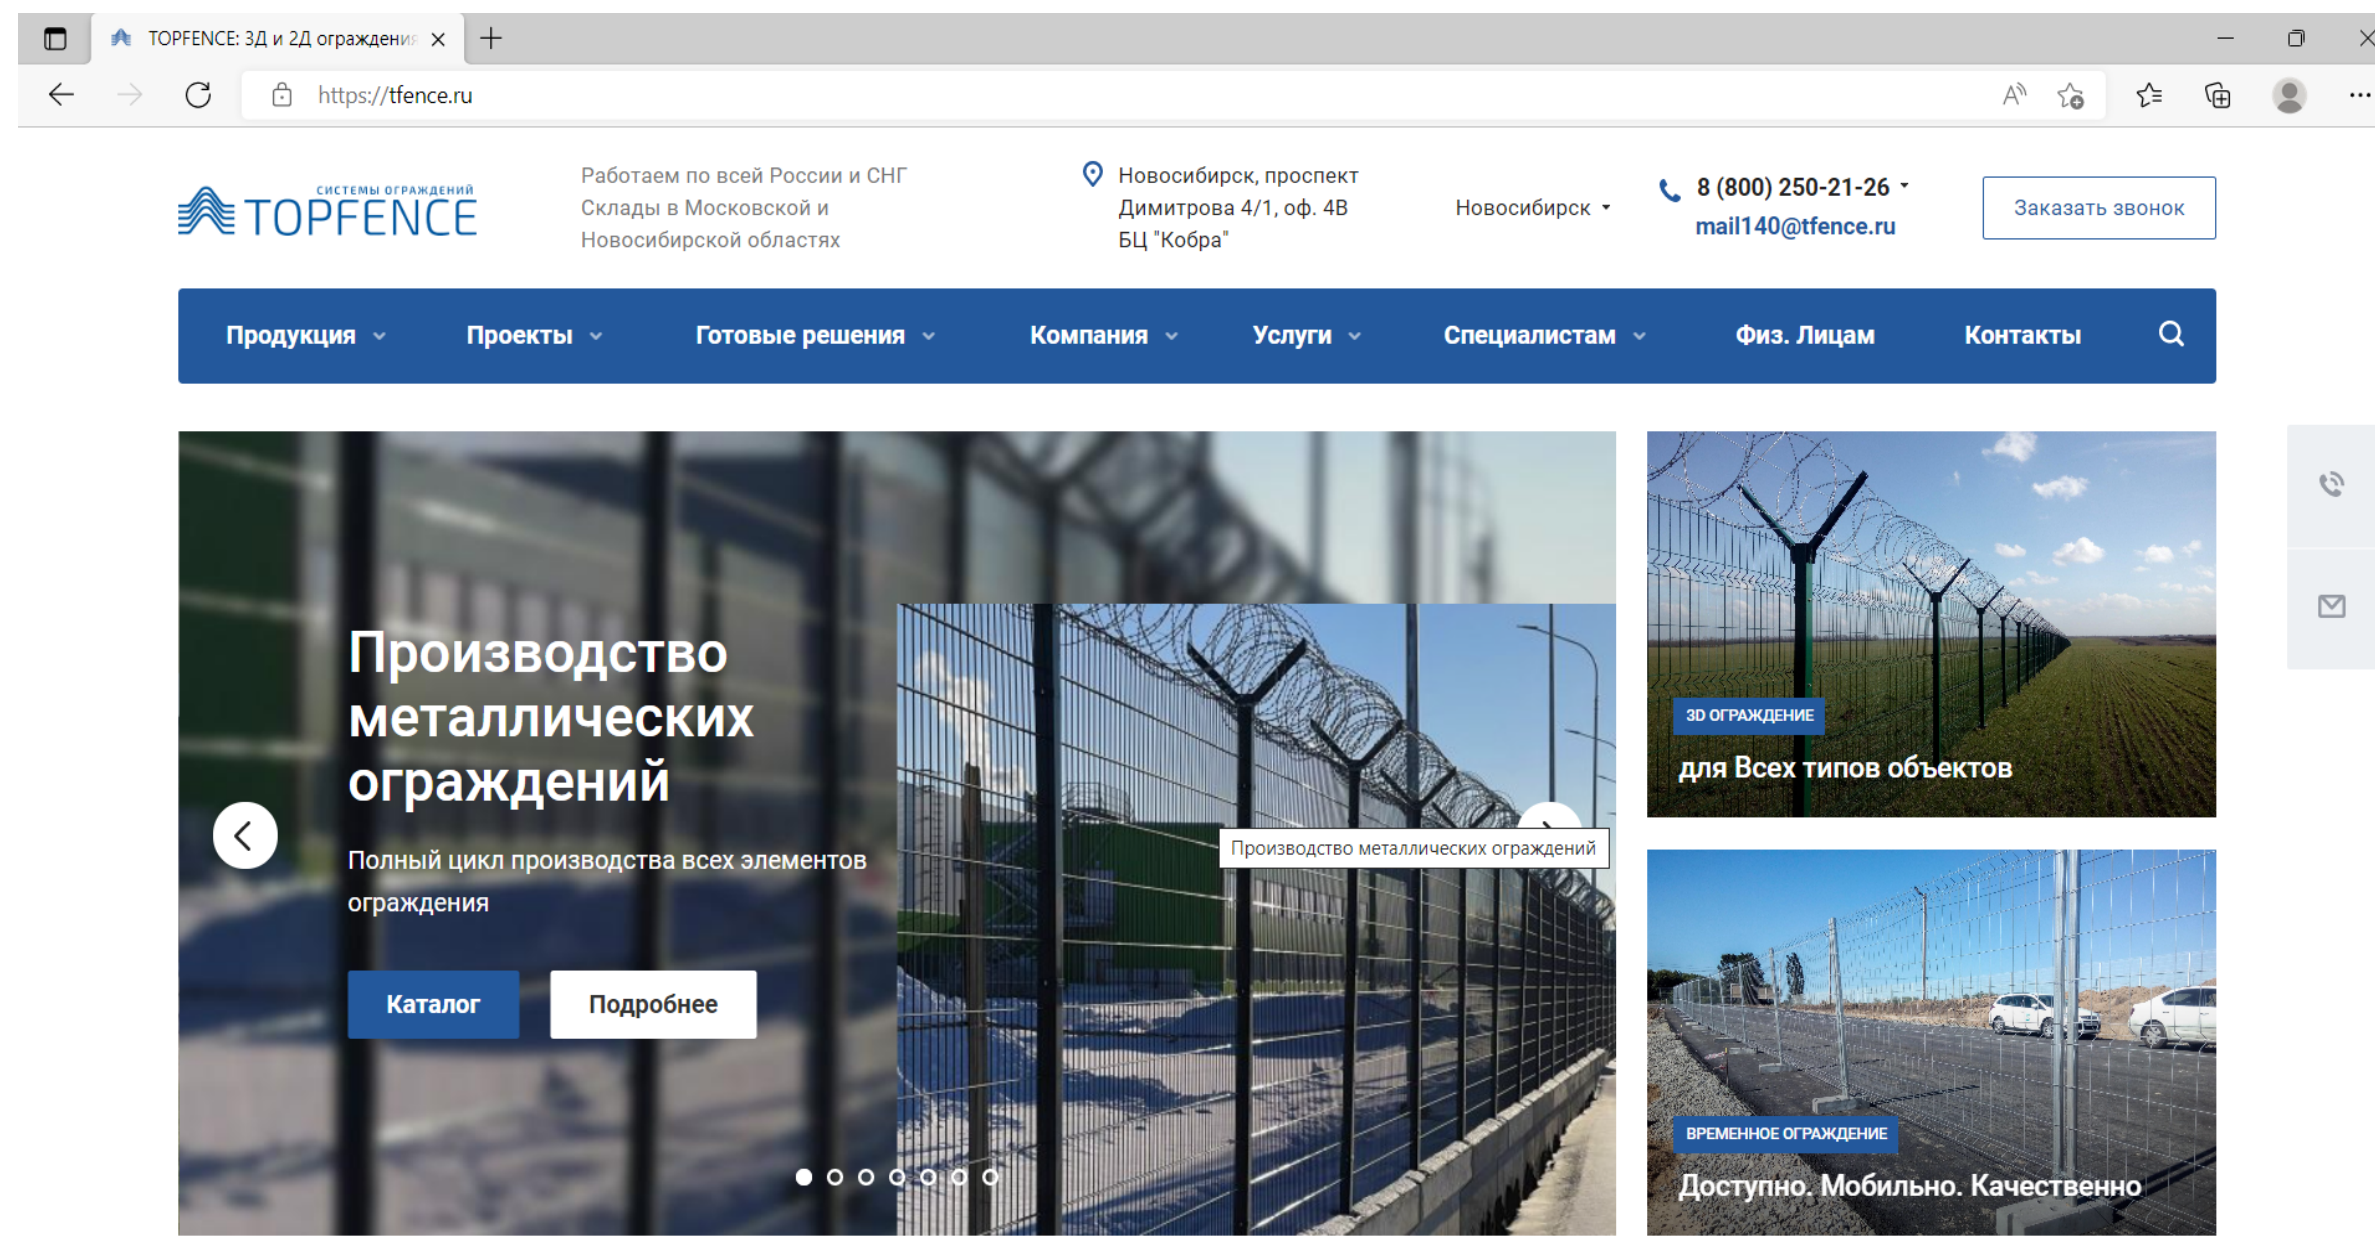 TOPFENCE: 3Д и 2Д ограждения
https://tfence.ru
СИСТЕМЫ ОГРАЖДЕНИЙ
TOPFENCE
Работаем по всей России и СНГ
Склады в Московской и
Новосибирской областях
Новосибирск, проспект
Димитрова 4/1, оф. 4В
БЦ "Кобра"
Новосибирск
8 (800) 250-21-26
mail140@tfence.ru
Заказать звонок
Продукция
Проекты
Готовые решения
Компания
Услуги
Специалистам
Физ. Лицам
Контакты
Производство
металлических
ограждений
Полный цикл производства всех элементов
ограждения
Каталог
Подробнее
Производство металлических ограждений
3D ОГРАЖДЕНИЕ
для Всех типов объектов
ВРЕМЕННОЕ ОГРАЖДЕНИЕ
Доступно. Мобильно. Качественно